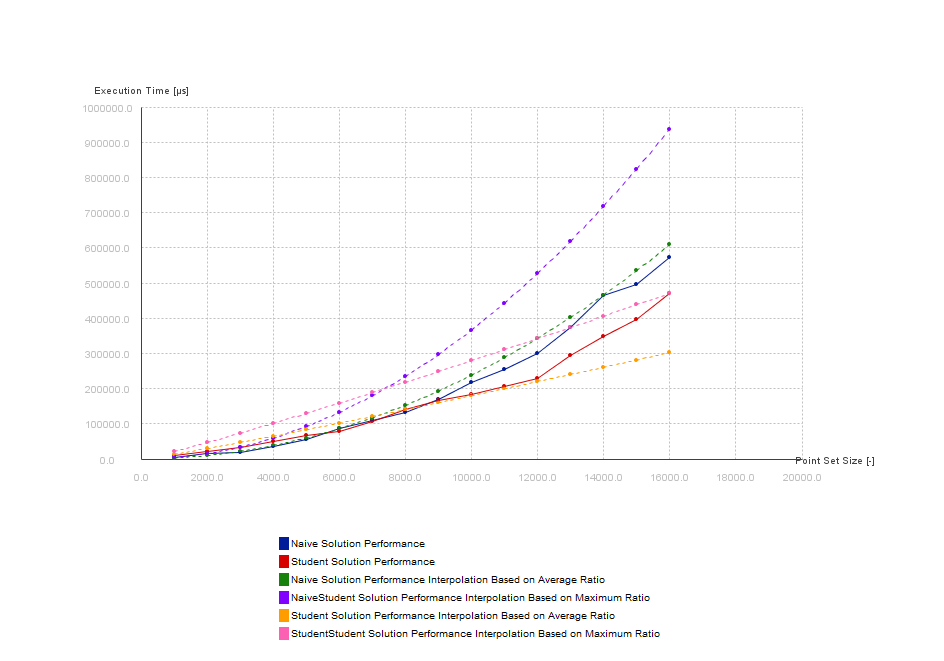 Execution Time [µs]
1000000.0
900000.0
800000.0
700000.0
600000.0
500000.0
400000.0
300000.0
200000.0
100000.0
0.0
Point Set Size [-]
0.0 2000.0 4000.0 6000.0 8000.0 10000.0 12000.0 14000.0 16000.0 18000.0 20000.0
Naive Solution Performance
Student Solution Performance
Naive Solution Performance Interpolation Based on Average Ratio
NaiveStudent Solution Performance Interpolation Based on Maximum Ratio
Student Solution Performance Interpolation Based on Average Ratio
StudentStudent Solution Performance Interpolation Based on Maximum Ratio